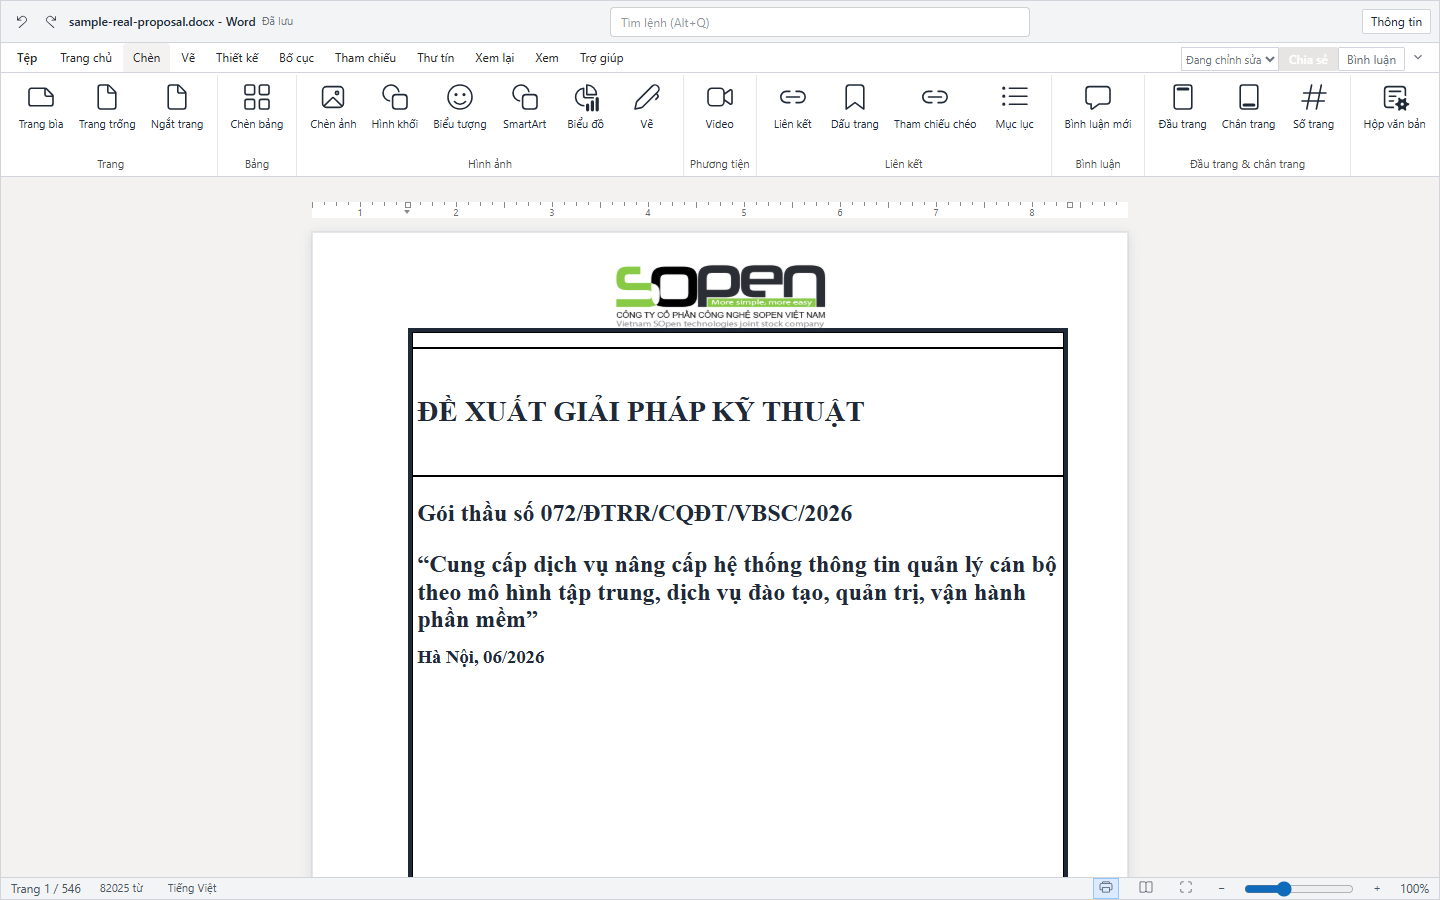 sample-real-proposal.docx - Word Đã lưu
Tìm lệnh (Alt+Q)
Thông tin
Tệp Trang chủ Chèn Vẽ Thiết kế Bố cục Tham chiếu Thư tín Xem lại Xem Trợ giúp
Đang chỉnh sửa Chia sẻ Bình luận
Trang bìa Trang trống Ngắt trang Chèn bảng Chèn ảnh Hình khối Biểu tượng SmartArt Biểu đồ Vẽ Video Liên kết Dấu trang Tham chiếu chéo Mục lục Bình luận mới Đầu trang Chân trang Số trang Hộp văn bản
Trang Bảng Hình ảnh Phương tiện Liên kết Bình luận Đầu trang & chân trang
1 2 3 4 5 6 7 8
sopen
More simple, more easy
CÔNG TY CỔ PHẦN CÔNG NGHỆ SOPEN VIỆT NAM
Vietnam SOpen technologies joint stock company
ĐỀ XUẤT GIẢI PHÁP KỸ THUẬT
Gói thầu số 072/ĐTRR/CQĐT/VBSC/2026
“Cung cấp dịch vụ nâng cấp hệ thống thông tin quản lý cán bộ
theo mô hình tập trung, dịch vụ đào tạo, quản trị, vận hành
phần mềm”
Hà Nội, 06/2026
Trang 1 / 546 82025 từ Tiếng Việt
100%